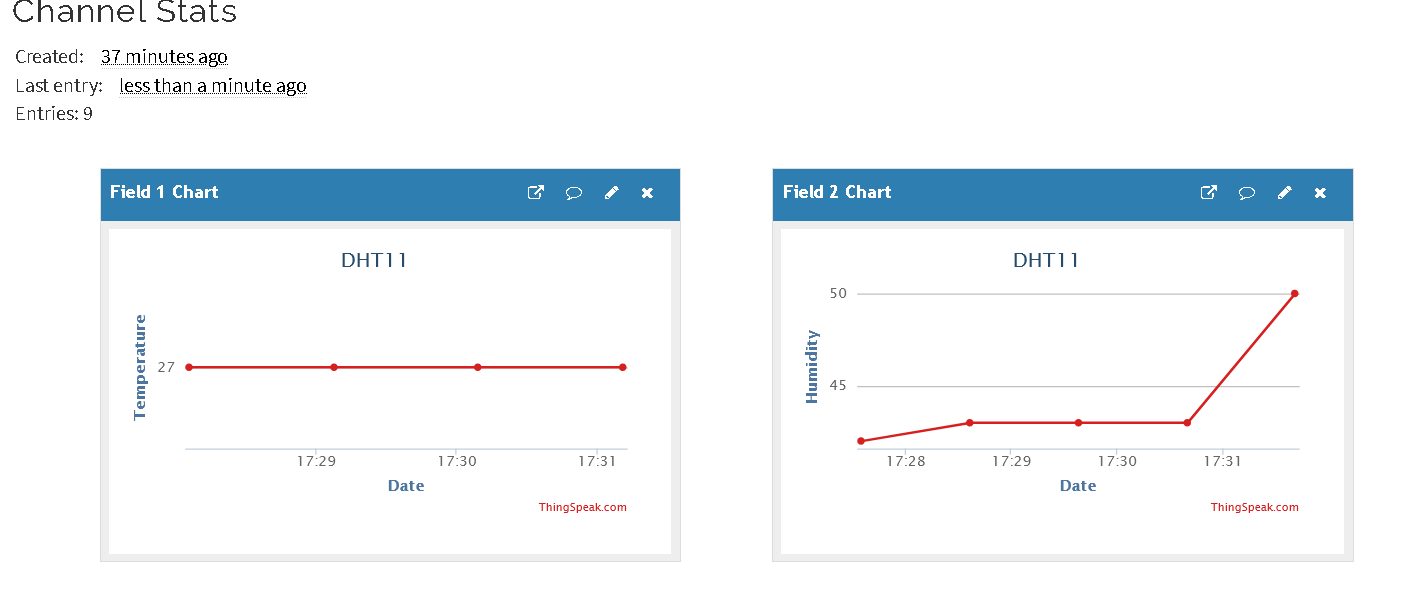 Channel Stats
Created: 37 minutes ago
Last entry: less than a minute ago
Entries: 9
Field 1 Chart
DHT11
Temperature
27
17:29 17:30 17:31
Date
ThingSpeak.com
Field 2 Chart
DHT11
Humidity
50
45
17:28 17:29 17:30 17:31
Date
ThingSpeak.com